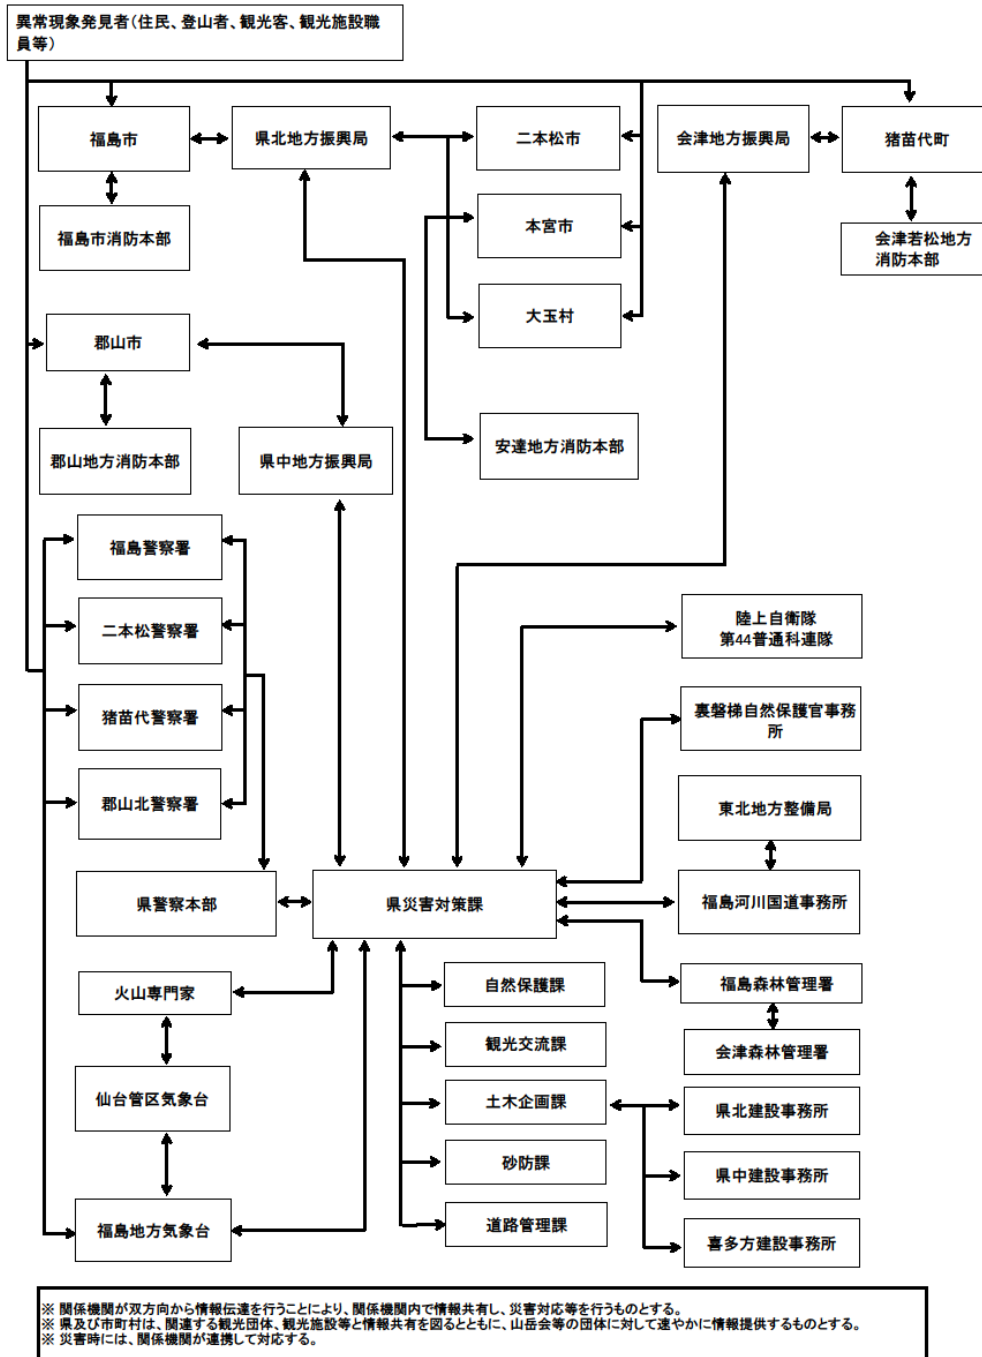 異常現象発見者(住民、登山者、観光客、観光施設職
員等)
福島市
県北地方振興局
二本松市
会津地方振興局
猪苗代町
福島市消防本部
本宮市
会津若松地方
消防本部
大玉村
郡山市
郡山地方消防本部
県中地方振興局
安達地方消防本部
福島警察署
二本松警察署
陸上自衛隊
第44普通科連隊
猪苗代警察署
裏磐梯自然保護官事務
所
郡山北警察署
東北地方整備局
県警察本部
県災害対策課
福島河川国道事務所
火山専門家
自然保護課
福島森林管理署
観光交流課
会津森林管理署
仙台管区気象台
土木企画課
県北建設事務所
砂防課
県中建設事務所
福島地方気象台
道路管理課
喜多方建設事務所
※ 関係機関が双方向から情報伝達を行うことにより、関係機関内で情報共有し、災害対応等を行うものとする。
※ 県及び市町村は、関連する観光団体、観光施設等と情報共有を図るとともに、山岳会等の団体に対して速やかに情報提供するものとする。
※ 災害時には、関係機関が連携して対応する。